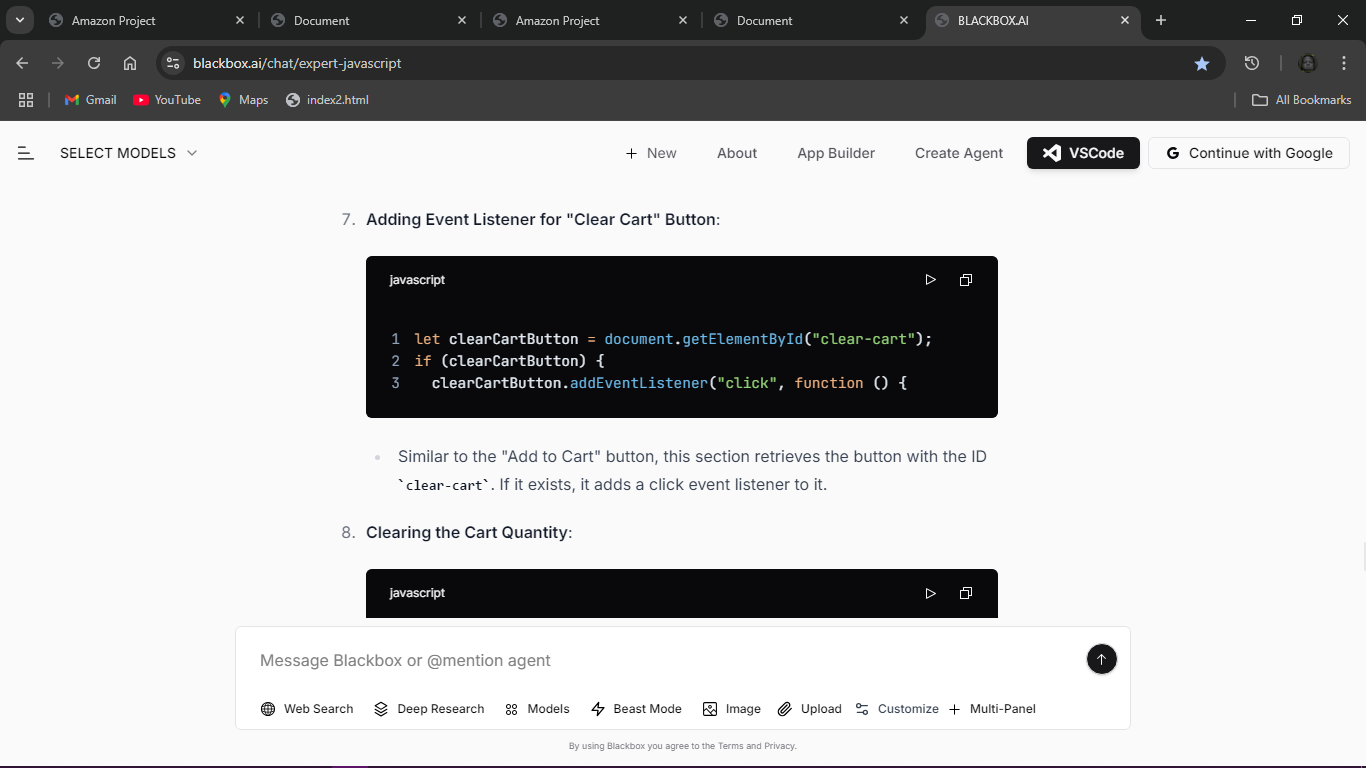 Amazon Project
Document
Amazon Project
Document
BLACKBOX.AI
blackbox.ai/chat/expert-javascript
Gmail
YouTube
Maps
index2.html
All Bookmarks
SELECT MODELS
New
About
App Builder
Create Agent
VSCode
Continue with Google
7. Adding Event Listener for "Clear Cart" Button:
javascript
1 let clearCartButton = document.getElementById("clear-cart");
2 if (clearCartButton) {
3 clearCartButton.addEventListener("click", function () {
Similar to the "Add to Cart" button, this section retrieves the button with the ID
`clear-cart`. If it exists, it adds a click event listener to it.
8. Clearing the Cart Quantity:
javascript
Message Blackbox or @mention agent
Web Search
Deep Research
Models
Beast Mode
Image
Upload
Customize
Multi-Panel
By using Blackbox you agree to the Terms and Privacy.